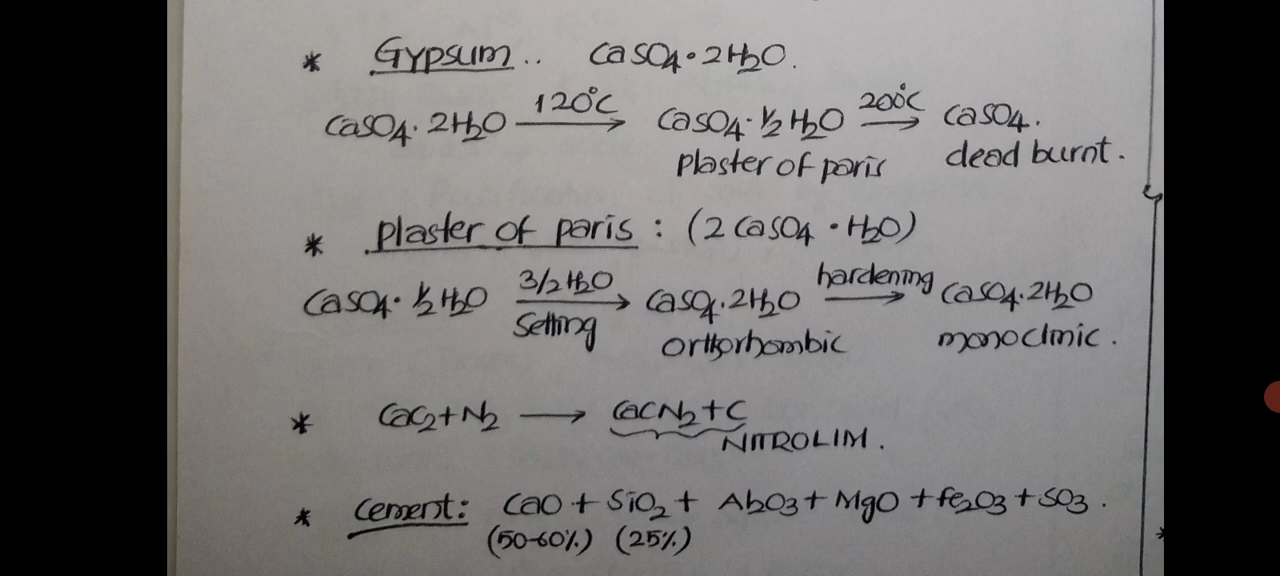 * Gypsum.. CaSO4·2H2O.
CaSO4·2H2O 120°C → CaSO4·1/2H2O 200°C → CaSO4.
Plaster of paris dead burnt.
* Plaster of paris : (2CaSO4·H2O)
CaSO4·1/2H2O 3/2H2O → CaSO4·2H2O hardening → CaSO4·2H2O
Setting orthorhombic monoclinic.
* CaC2+N2 → CaCN2+C
NITROLIM.
* Cement: CaO + SiO2 + Al2O3 + MgO + Fe2O3 + SO3.
(50-60%) (25%)